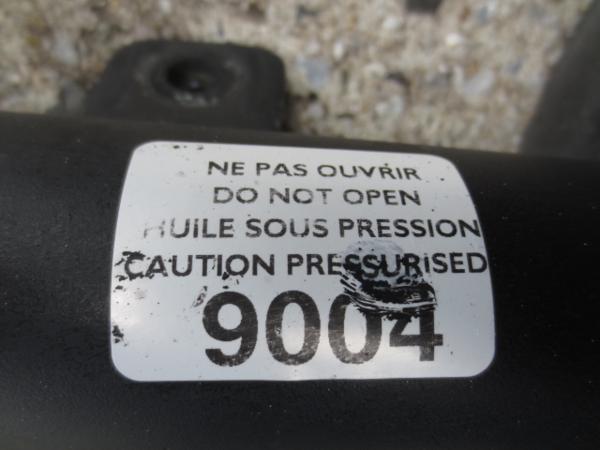 NE PAS OUVRIR
DO NOT OPEN
HUILE SOUS PRESSION
CAUTION PRESSURISED
9004